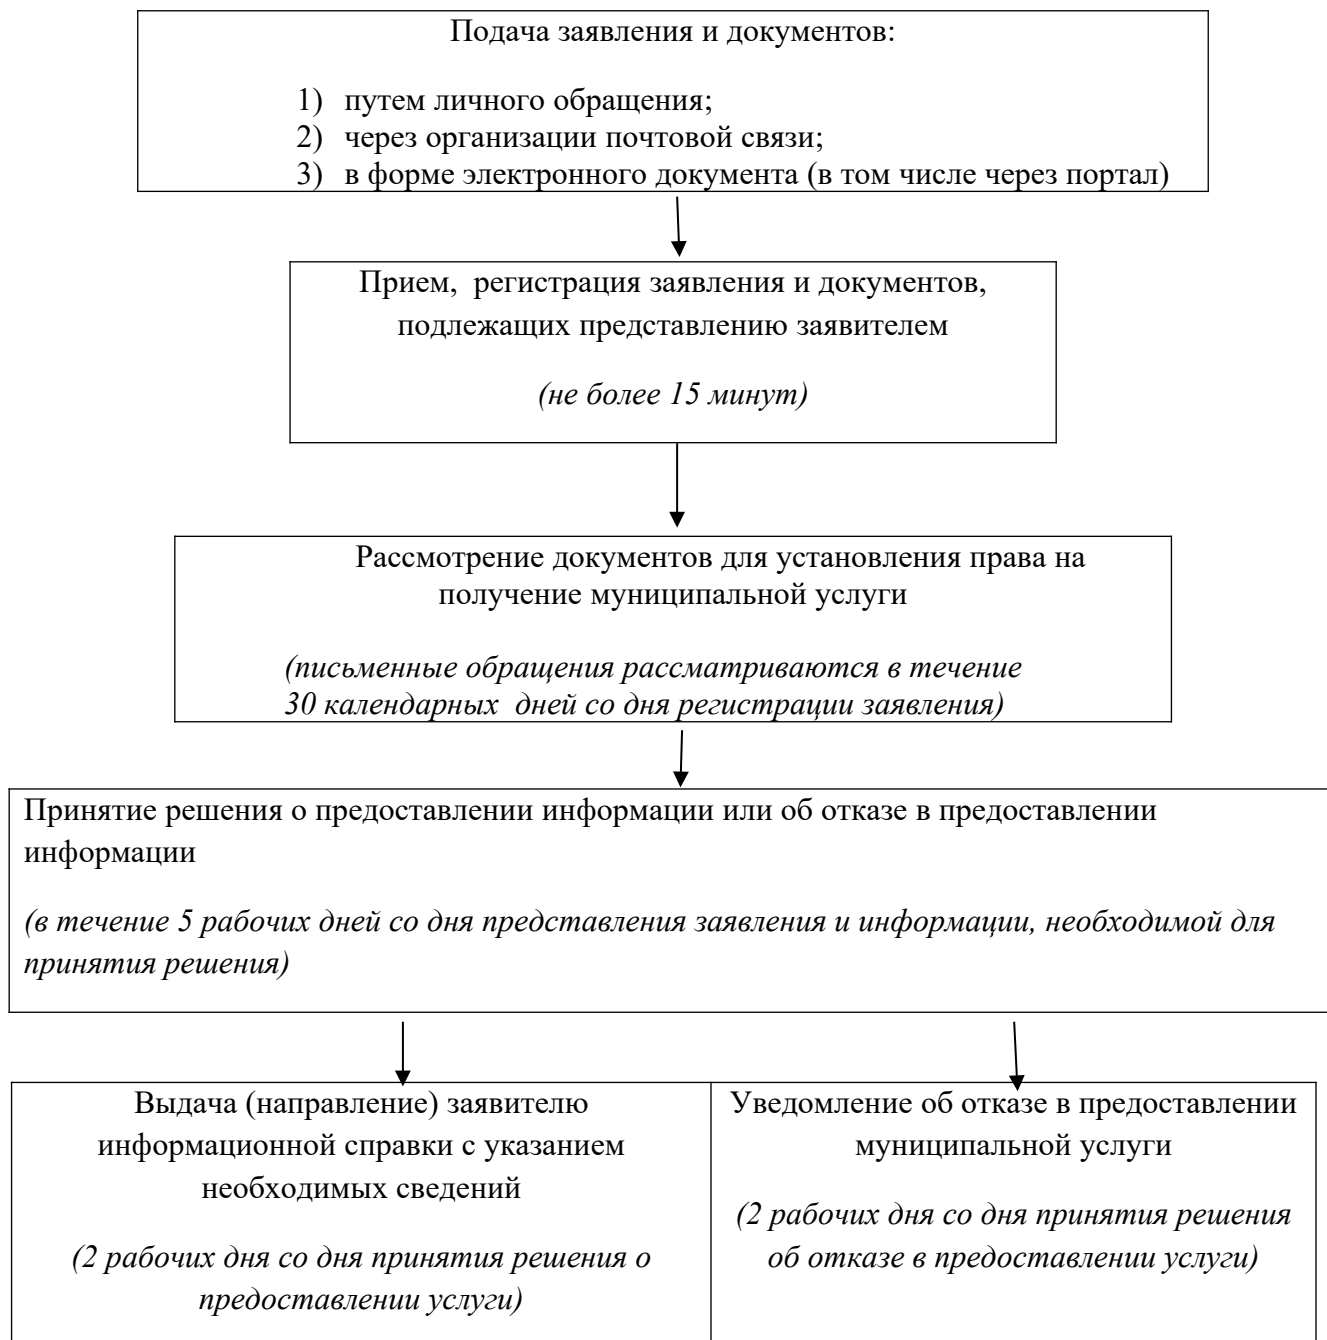 Подача заявления и документов:
1) путем личного обращения;
2) через организации почтовой связи;
3) в форме электронного документа (в том числе через портал)
Прием, регистрация заявления и документов,
подлежащих представлению заявителем
(не более 15 минут)
Рассмотрение документов для установления права на
получение муниципальной услуги
(письменные обращения рассматриваются в течение
30 календарных дней со дня регистрации заявления)
Принятие решения о предоставлении информации или об отказе в предоставлении
информации
(в течение 5 рабочих дней со дня представления заявления и информации, необходимой для
принятия решения)
Выдача (направление) заявителю
информационной справки с указанием
необходимых сведений
(2 рабочих дня со дня принятия решения о
предоставлении услуги)
Уведомление об отказе в предоставлении
муниципальной услуги
(2 рабочих дня со дня принятия решения
об отказе в предоставлении услуги)